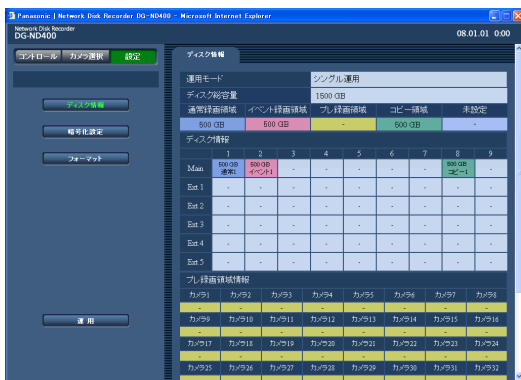 Panasonic | Network Disk Recorder DG-ND400 - Microsoft Internet Explorer
Network Disk Recorder
DG-ND400
08.01.01 0:00
コントロール カメラ選択 設定
ディスク情報
暗号化設定
フォーマット
運用
ディスク情報
運用モード シングル運用
ディスク総容量 1500 GB
通常録画領域 イベント録画領域 プレ録画領域 コピー領域 未設定
500 GB 500 GB - 500 GB -
ディスク情報
1 2 3 4 5 6 7 8 9
Main 500 GB 通常1 500 GB イベント1 - - - - - 500 GB コピー1 -
Ext.1 - - - - - - - - -
Ext.2 - - - - - - - - -
Ext.3 - - - - - - - - -
Ext.4 - - - - - - - - -
Ext.5 - - - - - - - - -
プレ録画領域情報
カメラ1 カメラ2 カメラ3 カメラ4 カメラ5 カメラ6 カメラ7 カメラ8
- - - - - - - -
カメラ9 カメラ10 カメラ11 カメラ12 カメラ13 カメラ14 カメラ15 カメラ16
- - - - - - - -
カメラ17 カメラ18 カメラ19 カメラ20 カメラ21 カメラ22 カメラ23 カメラ24
- - - - - - - -
カメラ25 カメラ26 カメラ27 カメラ28 カメラ29 カメラ30 カメラ31 カメラ32